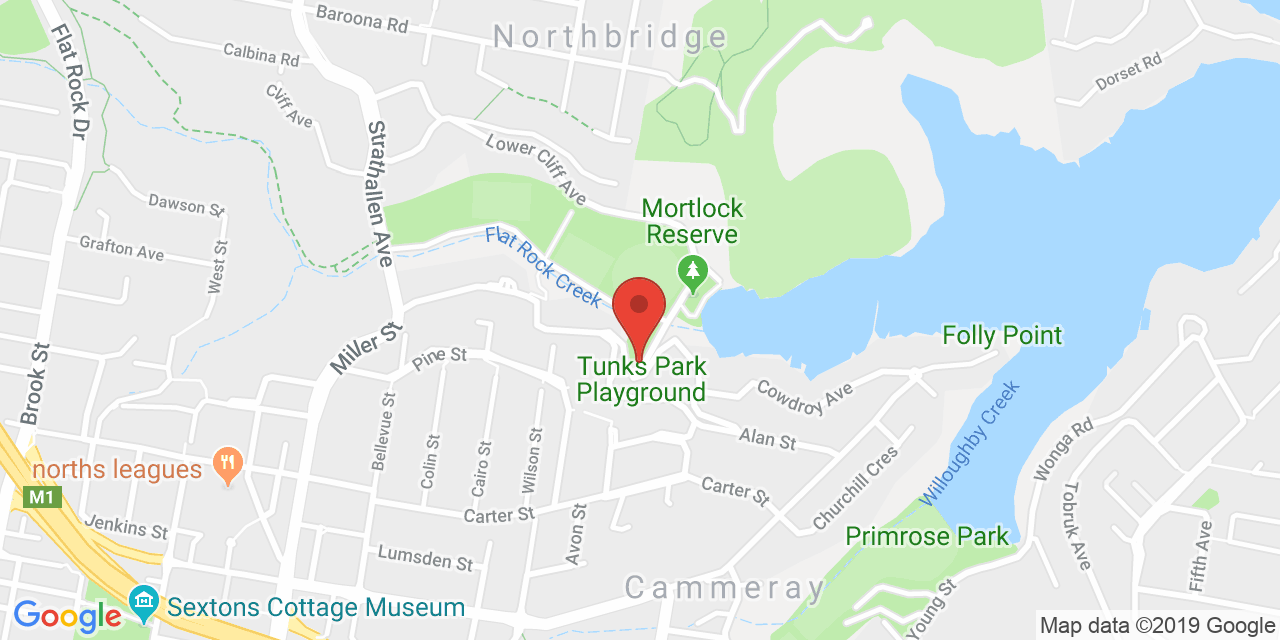 Baroona Rd
Northbridge
Calbina Rd
Flat Rock Dr
Cliff Ave
Dorset Rd
Strathallen Ave
Lower Cliff Ave
Dawson St
Mortlock
Reserve
Grafton Ave
West St
Flat Rock Creek
Miller St
Folly Point
Pine St
Tunks Park
Playground
Brook St
Cowdroy Ave
Willoughby Creek
Bellevue St
Colin St
Cairo St
Wilson St
Alan St
Wonga Rd
norths leagues
Churchill Cres
M1
Carter St
Carter St
Tobruk Ave
Jenkins St
Avon St
Primrose Park
Fifth Ave
Lumsden St
Cammeray
Young St
Google
Sextons Cottage Museum
Map data ©2019 Google